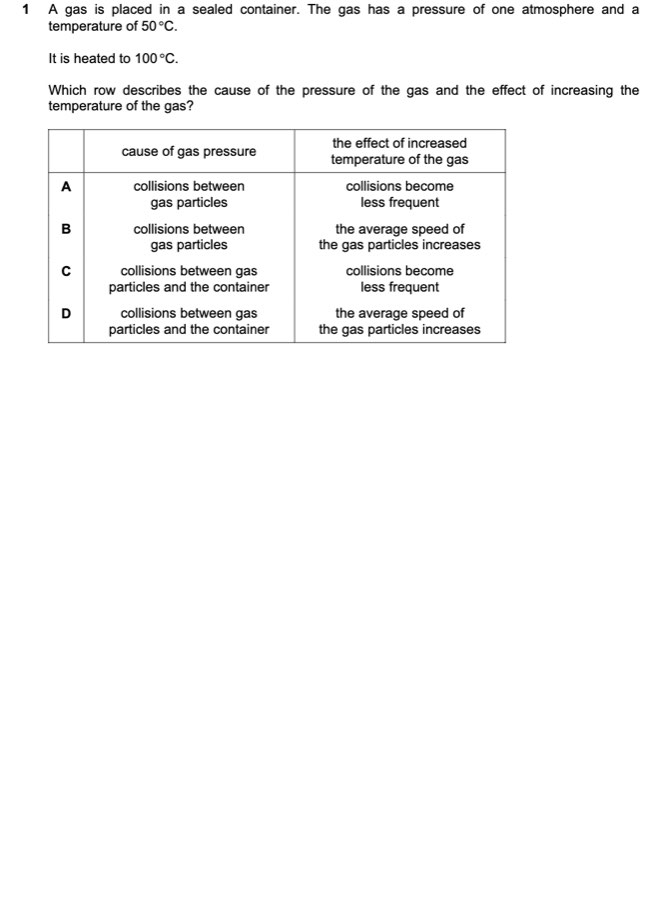 1 A gas is placed in a sealed container. The gas has a pressure of one atmosphere and a
temperature of 50 °C.
It is heated to 100 °C.
Which row describes the cause of the pressure of the gas and the effect of increasing the
temperature of the gas?
cause of gas pressure
the effect of increased
temperature of the gas
A
collisions between
gas particles
collisions become
less frequent
B
collisions between
gas particles
the average speed of
the gas particles increases
C
collisions between gas
particles and the container
collisions become
less frequent
D
collisions between gas
particles and the container
the average speed of
the gas particles increases